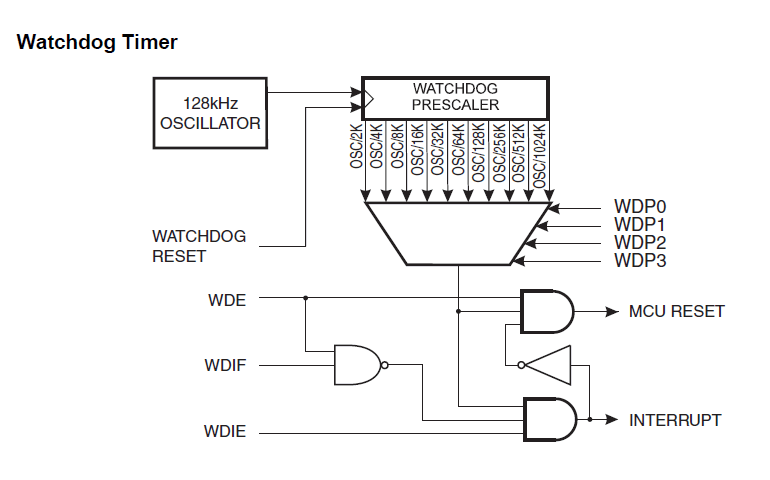 Watchdog Timer
128kHz
OSCILLATOR
WATCHDOG
PRESCALER
OSC/2K
OSC/4K
OSC/8K
OSC/16K
OSC/32K
OSC/64K
OSC/128K
OSC/256K
OSC/512K
OSC/1024K
WDP0
WDP1
WDP2
WDP3
WATCHDOG
RESET
WDE
MCU RESET
WDIF
WDIE
INTERRUPT